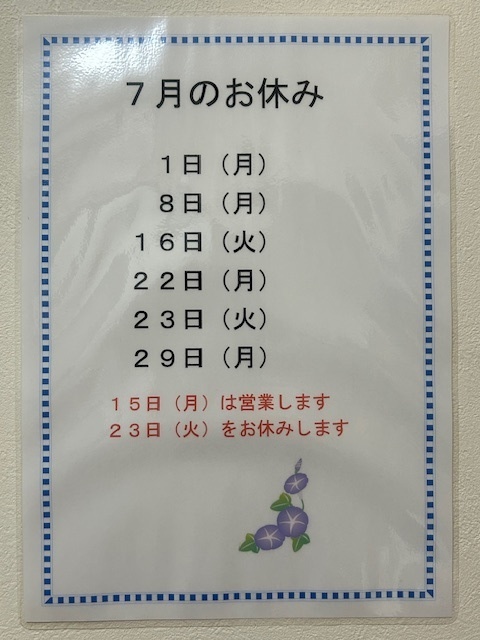 ７月のお休み
１日（月）
８日（月）
１６日（火）
２２日（月）
２３日（火）
２９日（月）
１５日（月）は営業します
２３日（火）をお休みします